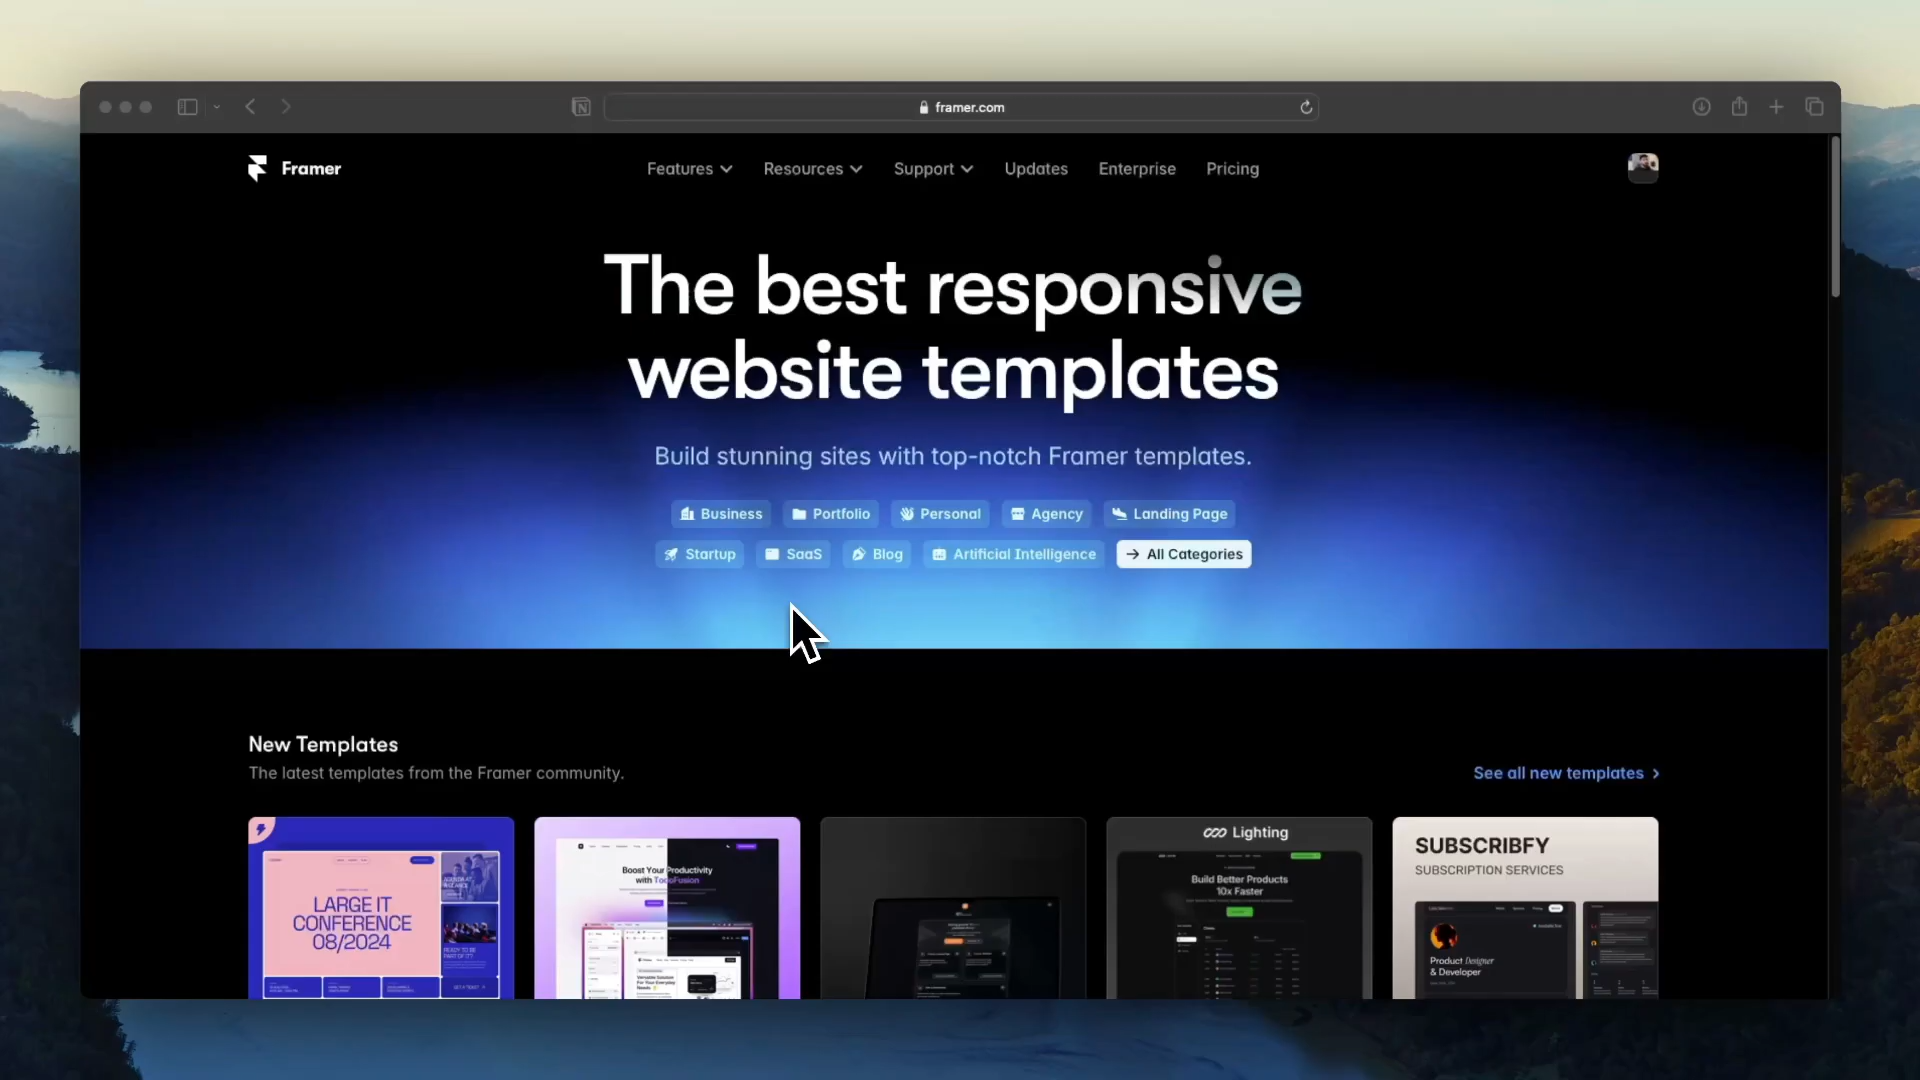 framer.com
Framer
Features
Resources
Support
Updates
Enterprise
Pricing
The best responsive
website templates
Build stunning sites with top-notch Framer templates.
Business
Portfolio
Personal
Agency
Landing Page
Startup
SaaS
Blog
Artificial Intelligence
All Categories
New Templates
The latest templates from the Framer community.
See all new templates
LARGE IT
CONFERENCE
08/2024
Boost Your Productivity
with TaskFusion
Lighting
Build Better Products
10x Faster
SUBSCRIBFY
SUBSCRIPTION SERVICES
Product Designer
& Developer